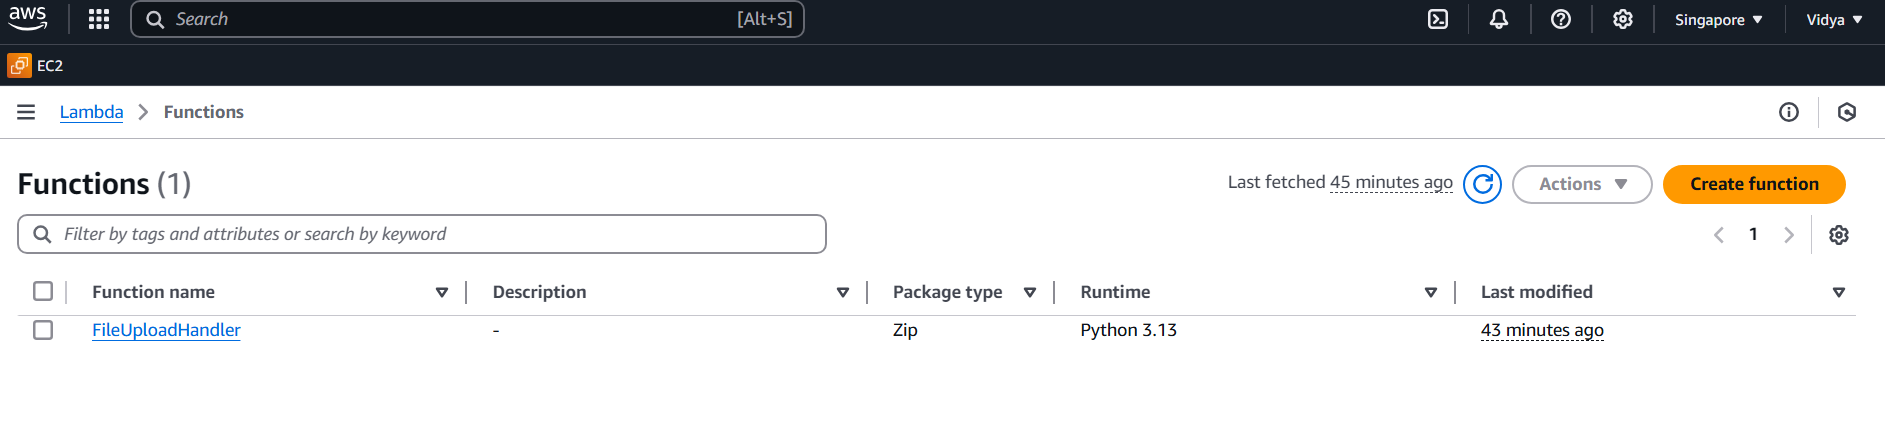 aws Search [Alt+S] Singapore Vidya
EC2
Lambda Functions
Functions (1) Last fetched 45 minutes ago Actions Create function
Filter by tags and attributes or search by keyword 1
Function name Description Package type Runtime Last modified
FileUploadHandler - Zip Python 3.13 43 minutes ago